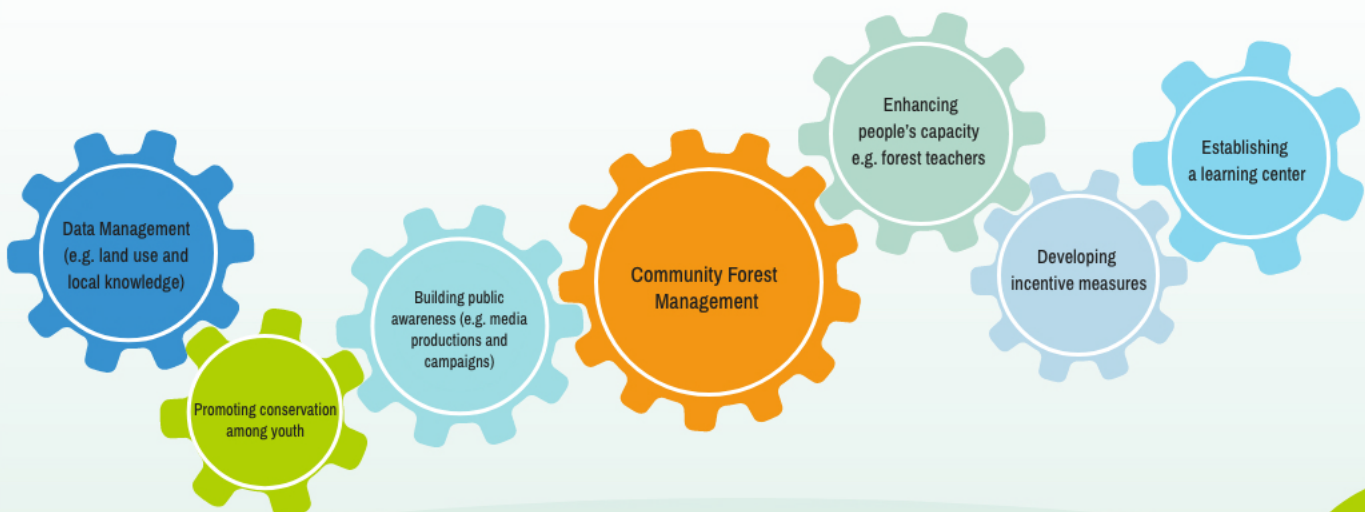 Data Management
(e.g. land use and
local knowledge)
Promoting conservation
among youth
Building public
awareness (e.g. media
productions and
campaigns)
Community Forest
Management
Enhancing
people’s capacity
e.g. forest teachers
Developing
incentive measures
Establishing
a learning center